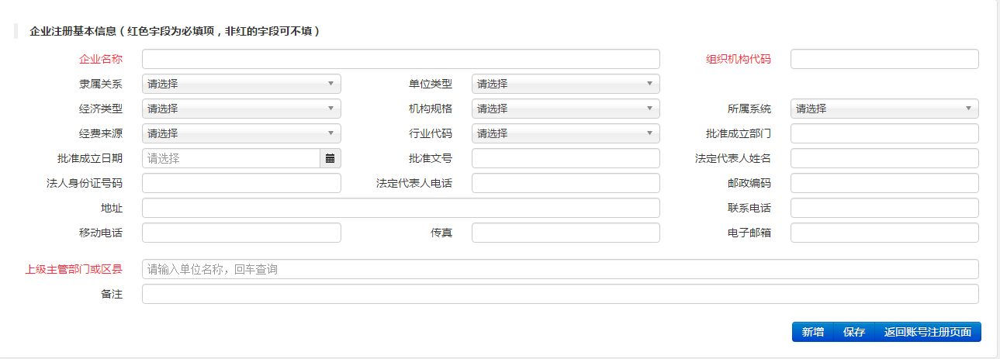 企业注册基本信息（红色字段为必填项，非红的字段可不填）
企业名称 组织机构代码
隶属关系 请选择 单位类型 请选择
经济类型 请选择 机构规格 请选择 所属系统 请选择
经费来源 请选择 行业代码 请选择 批准成立部门
批准成立日期 请选择 批准文号 法定代表人姓名
法人身份证号码 法定代表人电话 邮政编码
地址 联系电话
移动电话 传真 电子邮箱
上级主管部门或区县 请输入单位名称，回车查询
备注
新增 保存 返回账号注册页面